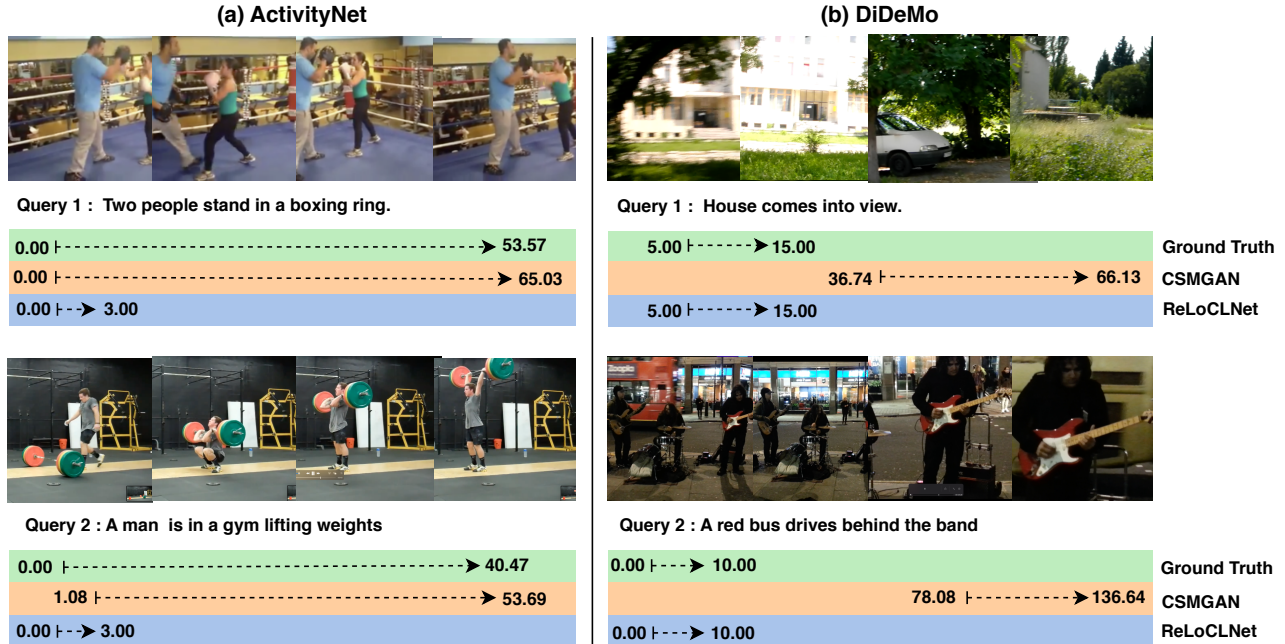 (a) ActivityNet
(b) DiDeMo
Query 1 : Two people stand in a boxing ring.
0.00 53.57
0.00 65.03
0.00 3.00
Query 1 : House comes into view.
5.00 15.00 Ground Truth
36.74 66.13 CSMGAN
5.00 15.00 ReLoCLNet
Zoopla
Query 2 : A man is in a gym lifting weights
0.00 40.47
1.08 53.69
0.00 3.00
Query 2 : A red bus drives behind the band
0.00 10.00 Ground Truth
78.08 136.64 CSMGAN
0.00 10.00 ReLoCLNet